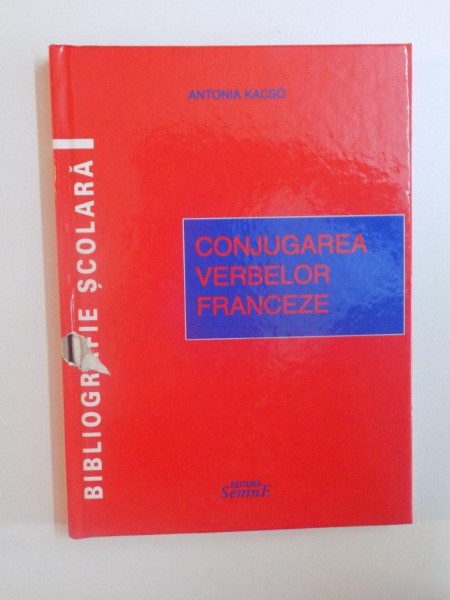 ANTONIA KACSÓ
BIBLIOGRAFIE ȘCOLARĂ
CONJUGAREA
VERBELOR
FRANCEZE
EDITURA
SemnE